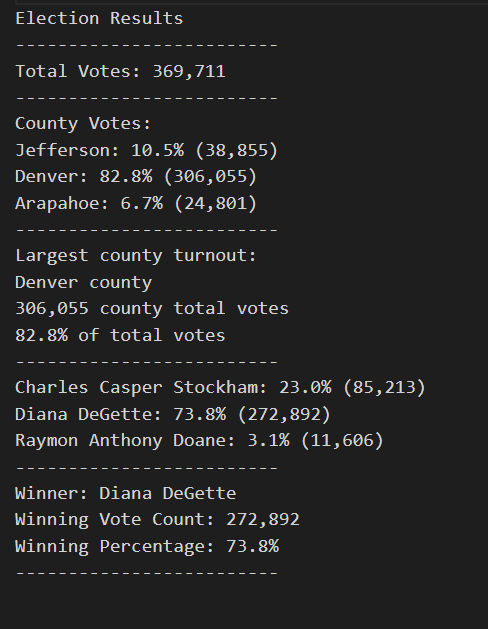 Election Results
-------------------------
Total Votes: 369,711
-------------------------
County Votes:
Jefferson: 10.5% (38,855)
Denver: 82.8% (306,055)
Arapahoe: 6.7% (24,801)
-------------------------
Largest county turnout:
Denver county
306,055 county total votes
82.8% of total votes
-------------------------
Charles Casper Stockham: 23.0% (85,213)
Diana DeGette: 73.8% (272,892)
Raymon Anthony Doane: 3.1% (11,606)
-------------------------
Winner: Diana DeGette
Winning Vote Count: 272,892
Winning Percentage: 73.8%
-------------------------